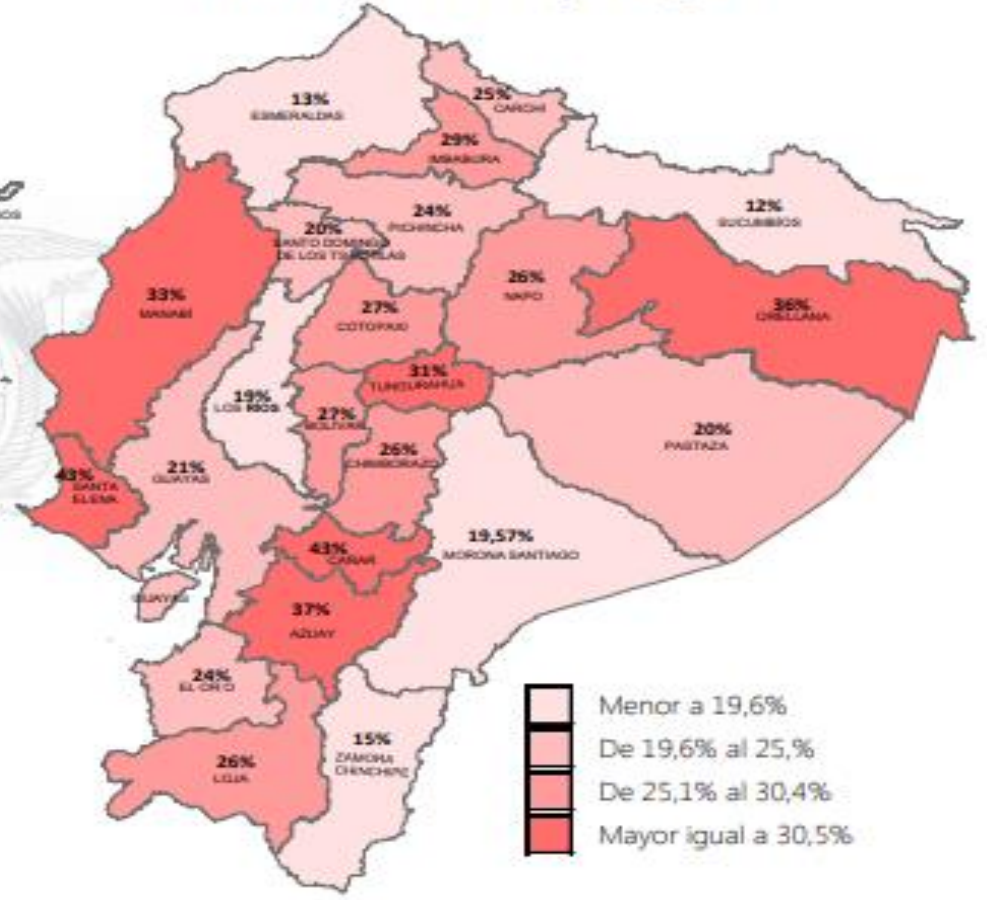 13%
ESMERALDAS
25%
CARCHI
29%
IMBABURA
24%
PICHINCHA
12%
SUCUMBIOS
20%
SANTO DOMINGO
DE LOS TSACHILAS
33%
MANABI
26%
NAPO
36%
ORELLANA
27%
COTOPAXI
31%
TUNGURAHUA
19%
LOS RIOS
27%
BOLIVAR
20%
PASTAZA
26%
CHIMBORAZO
21%
GUAYAS
43%
SANTA
ELENA
19,57%
MORONA SANTIAGO
43%
CAÑAR
GUAYAS
37%
AZUAY
24%
EL ORO
15%
ZAMORA
CHINCHIPE
26%
LOJA
Menor a 19,6%
De 19,6% al 25,%
De 25,1% al 30,4%
Mayor igual a 30,5%